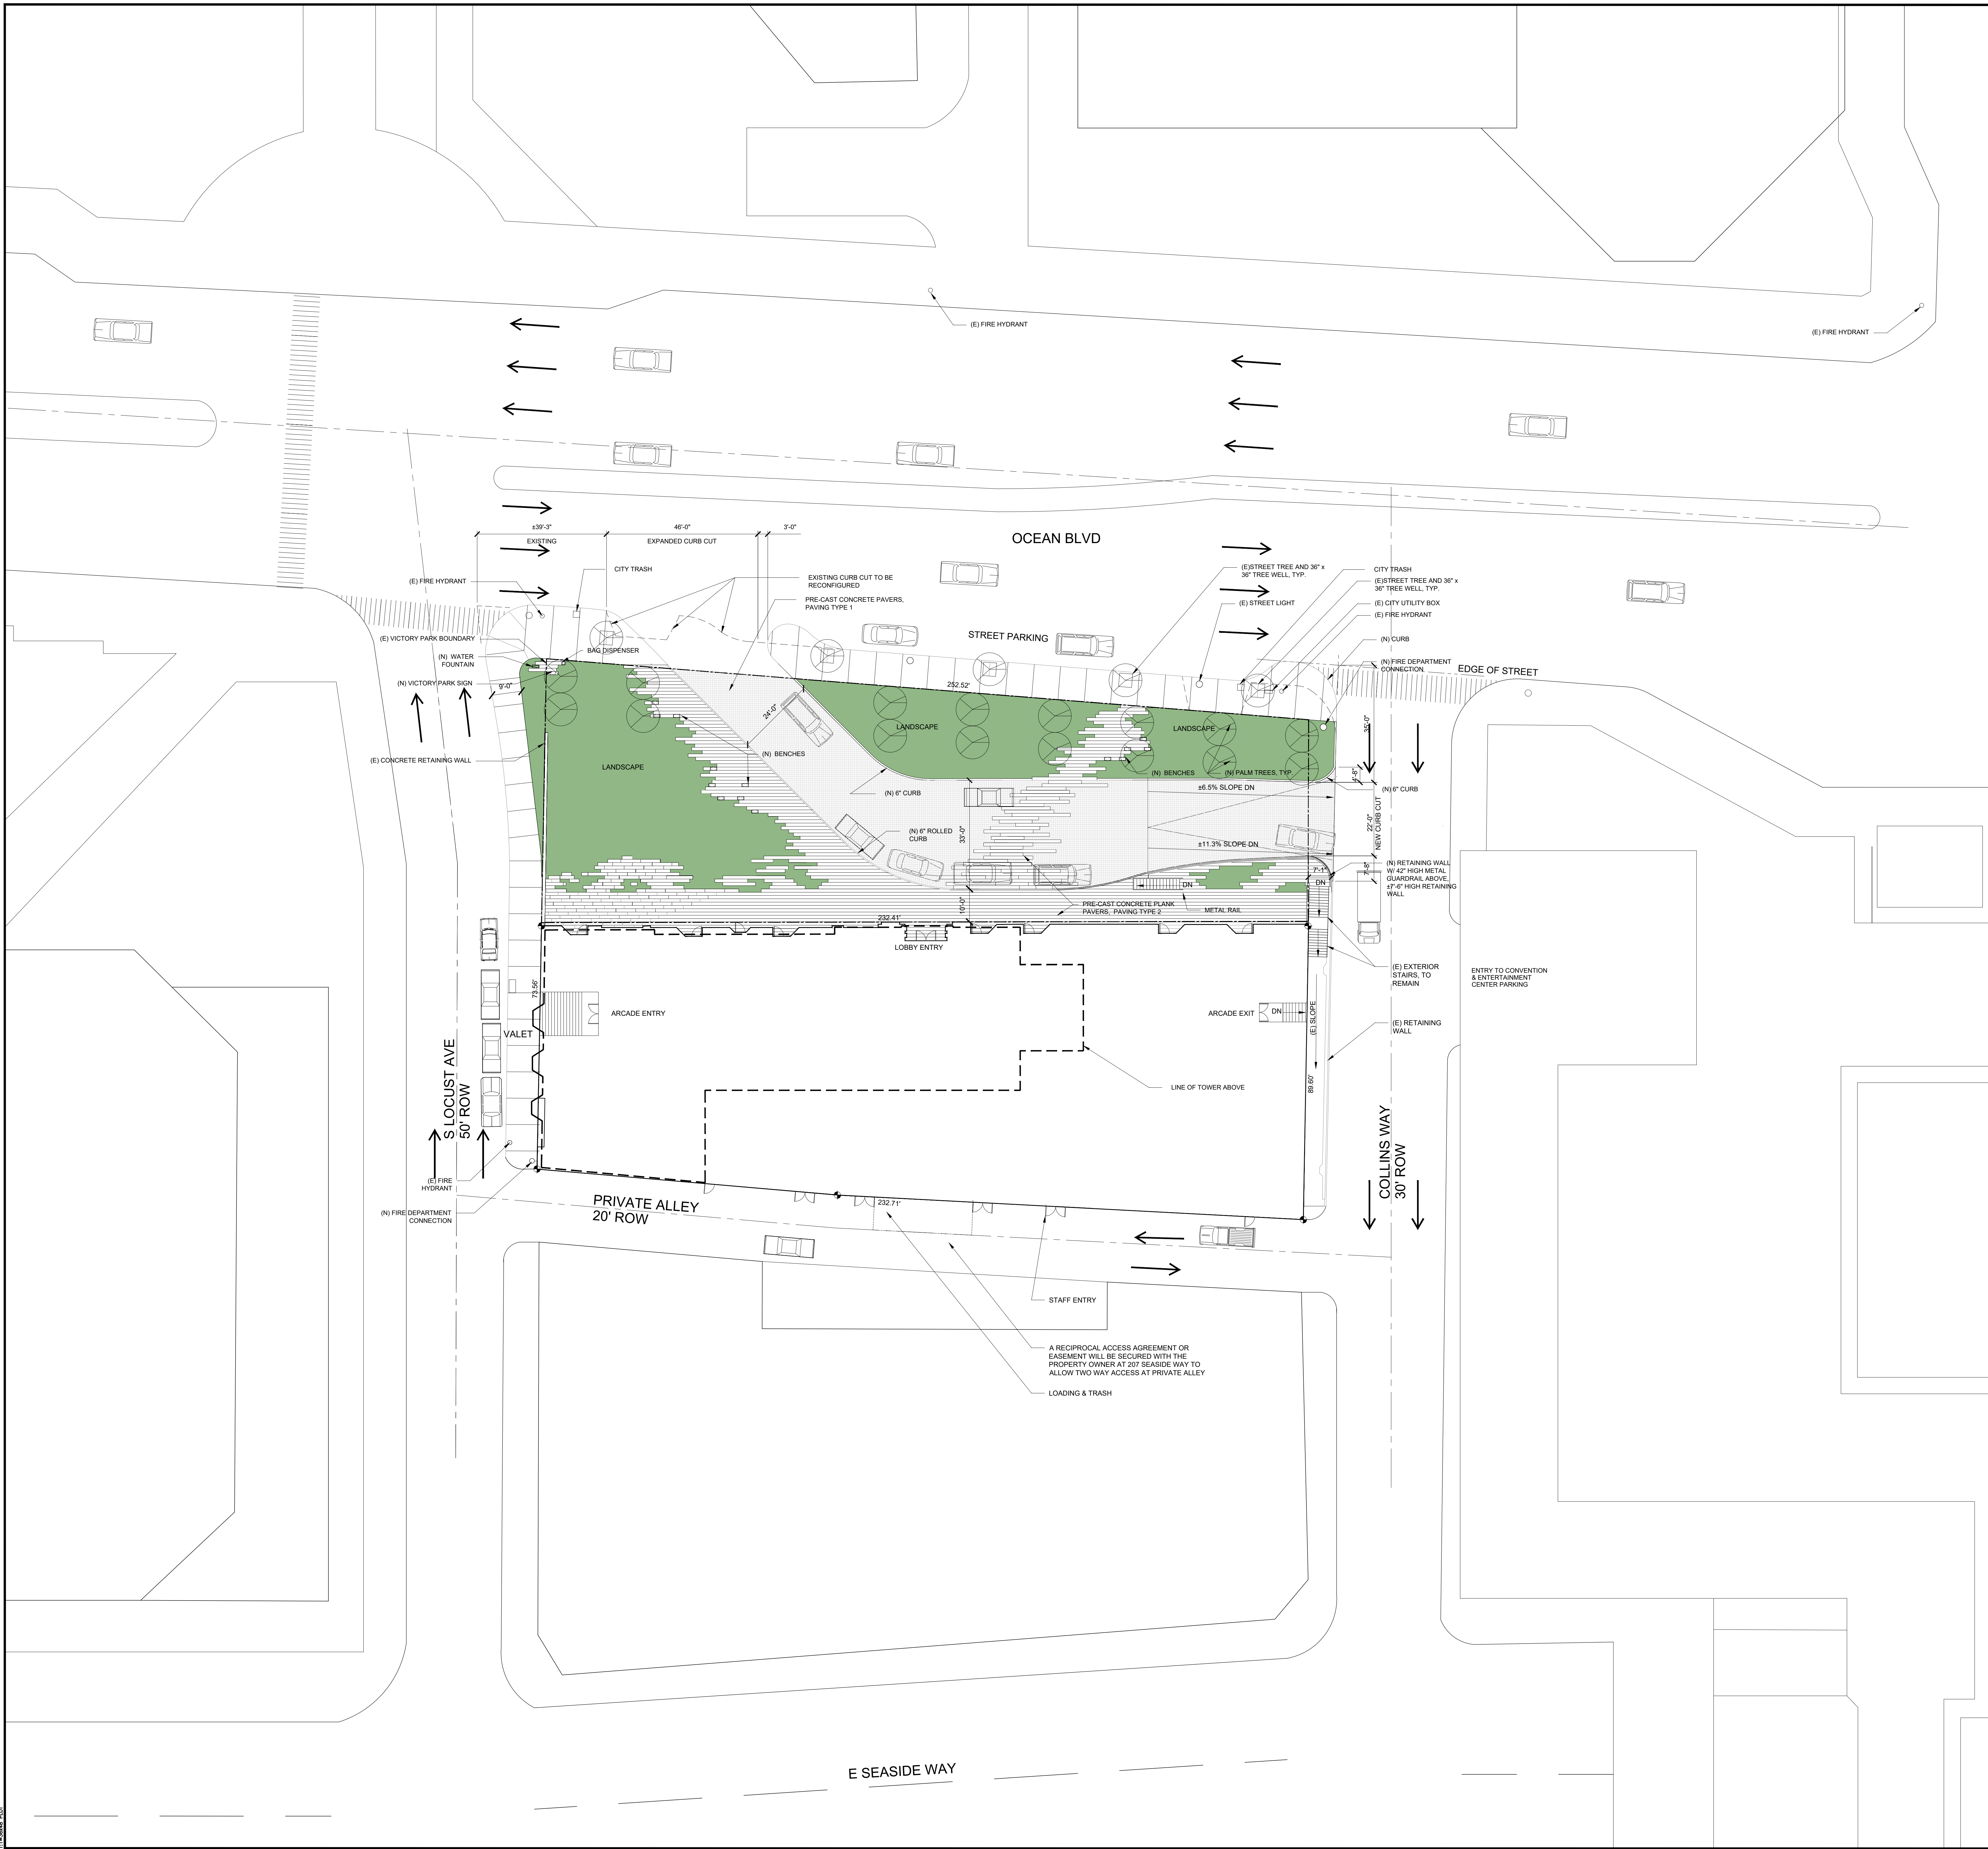 (E) FIRE HYDRANT
(E) FIRE HYDRANT
±39'-3"
46'-0"
3'-0"
EXISTING
EXPANDED CURB CUT
OCEAN BLVD
CITY TRASH
(E) FIRE HYDRANT
EXISTING CURB CUT TO BE
RECONFIGURED
PRE-CAST CONCRETE PAVERS,
PAVING TYPE 1
(E)STREET TREE AND 36" x
36" TREE WELL, TYP.
(E) STREET LIGHT
CITY TRASH
(E)STREET TREE AND 36" x
36" TREE WELL, TYP.
(E) CITY UTILITY BOX
(E) FIRE HYDRANT
(N) CURB
(N) FIRE DEPARTMENT
CONNECTION
STREET PARKING
EDGE OF STREET
(E) VICTORY PARK BOUNDARY
BAG DISPENSER
(N) WATER
FOUNTAIN
(N) VICTORY PARK SIGN
9'-0"
252.52'
24'-0"
LANDSCAPE
LANDSCAPE
35'-0"
(E) CONCRETE RETAINING WALL
LANDSCAPE
(N) BENCHES
(N) BENCHES
(N) PALM TREES, TYP.
4'-8"
(N) 6" CURB
(N) 6" CURB
±6.5% SLOPE DN
22'-0"
NEW CURB CUT
(N) 6" ROLLED
CURB
33'-0"
±11.3% SLOPE DN
7'-1"
7'-8"
(N) RETAINING WALL
W/ 42" HIGH METAL
GUARDRAIL ABOVE,
±7'-6" HIGH RETAINING
WALL
DN
DN
10'-0"
PRE-CAST CONCRETE PLANK
PAVERS, PAVING TYPE 2
METAL RAIL
232.41'
LOBBY ENTRY
(E) EXTERIOR
STAIRS, TO
REMAIN
ENTRY TO CONVENTION
& ENTERTAINMENT
CENTER PARKING
73.56'
ARCADE ENTRY
ARCADE EXIT
DN
(E) SLOPE
(E) RETAINING
WALL
VALET
S LOCUST AVE
50' ROW
LINE OF TOWER ABOVE
89.60'
COLLINS WAY
30' ROW
(E) FIRE
HYDRANT
(N) FIRE DEPARTMENT
CONNECTION
PRIVATE ALLEY
20' ROW
232.71'
STAFF ENTRY
A RECIPROCAL ACCESS AGREEMENT OR
EASEMENT WILL BE SECURED WITH THE
PROPERTY OWNER AT 207 SEASIDE WAY TO
ALLOW TWO WAY ACCESS AT PRIVATE ALLEY
LOADING & TRASH
E SEASIDE WAY